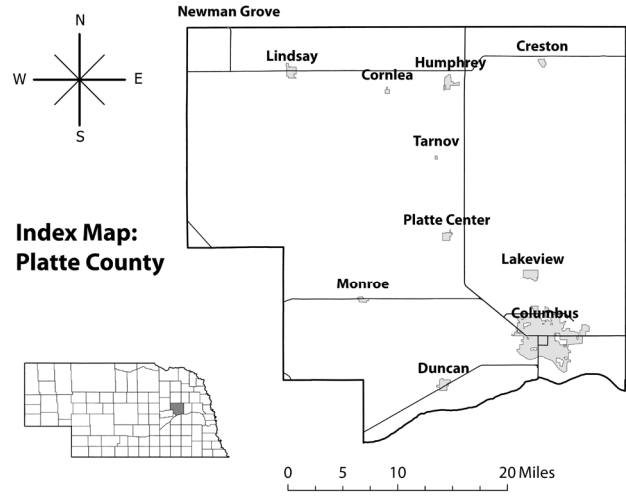 Newman Grove
N
W
E
S
Lindsay
Cornlea
Humphrey
Creston
Tarnov
Index Map:
Platte County
Platte Center
Lakeview
Monroe
Columbus
Duncan
0 5 10 20 Miles